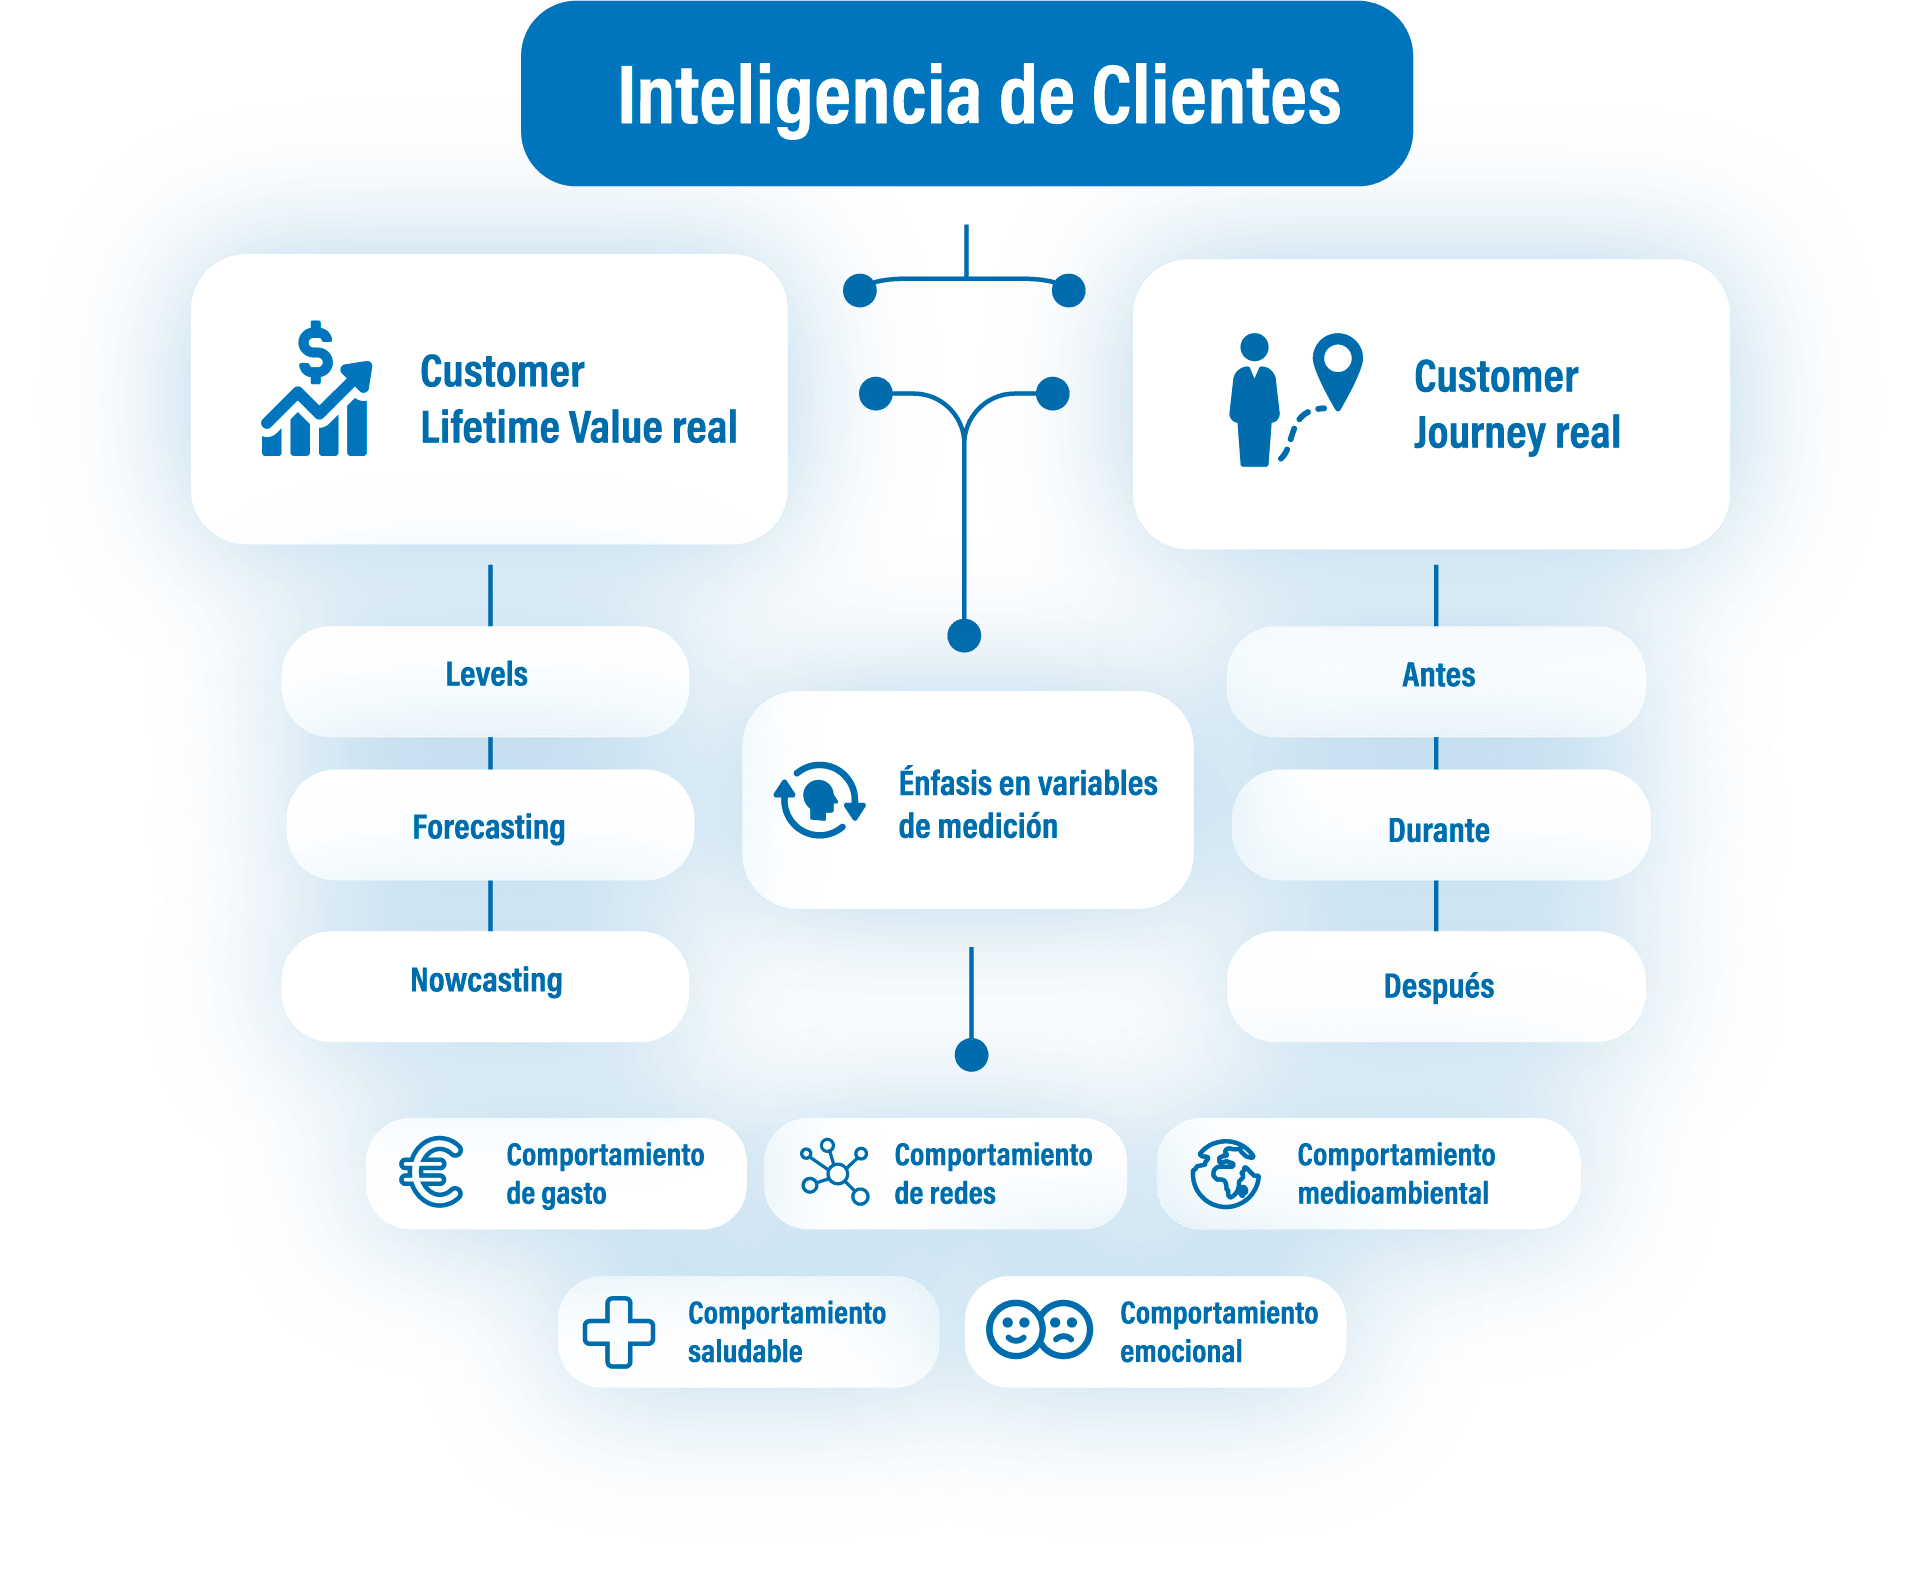 Inteligencia de Clientes
Customer
Lifetime Value real
Customer
Journey real
Levels
Forecasting
Nowcasting
Énfasis en variables
de medición
Antes
Durante
Después
Comportamiento
de gasto
Comportamiento
de redes
Comportamiento
medioambiental
Comportamiento
saludable
Comportamiento
emocional